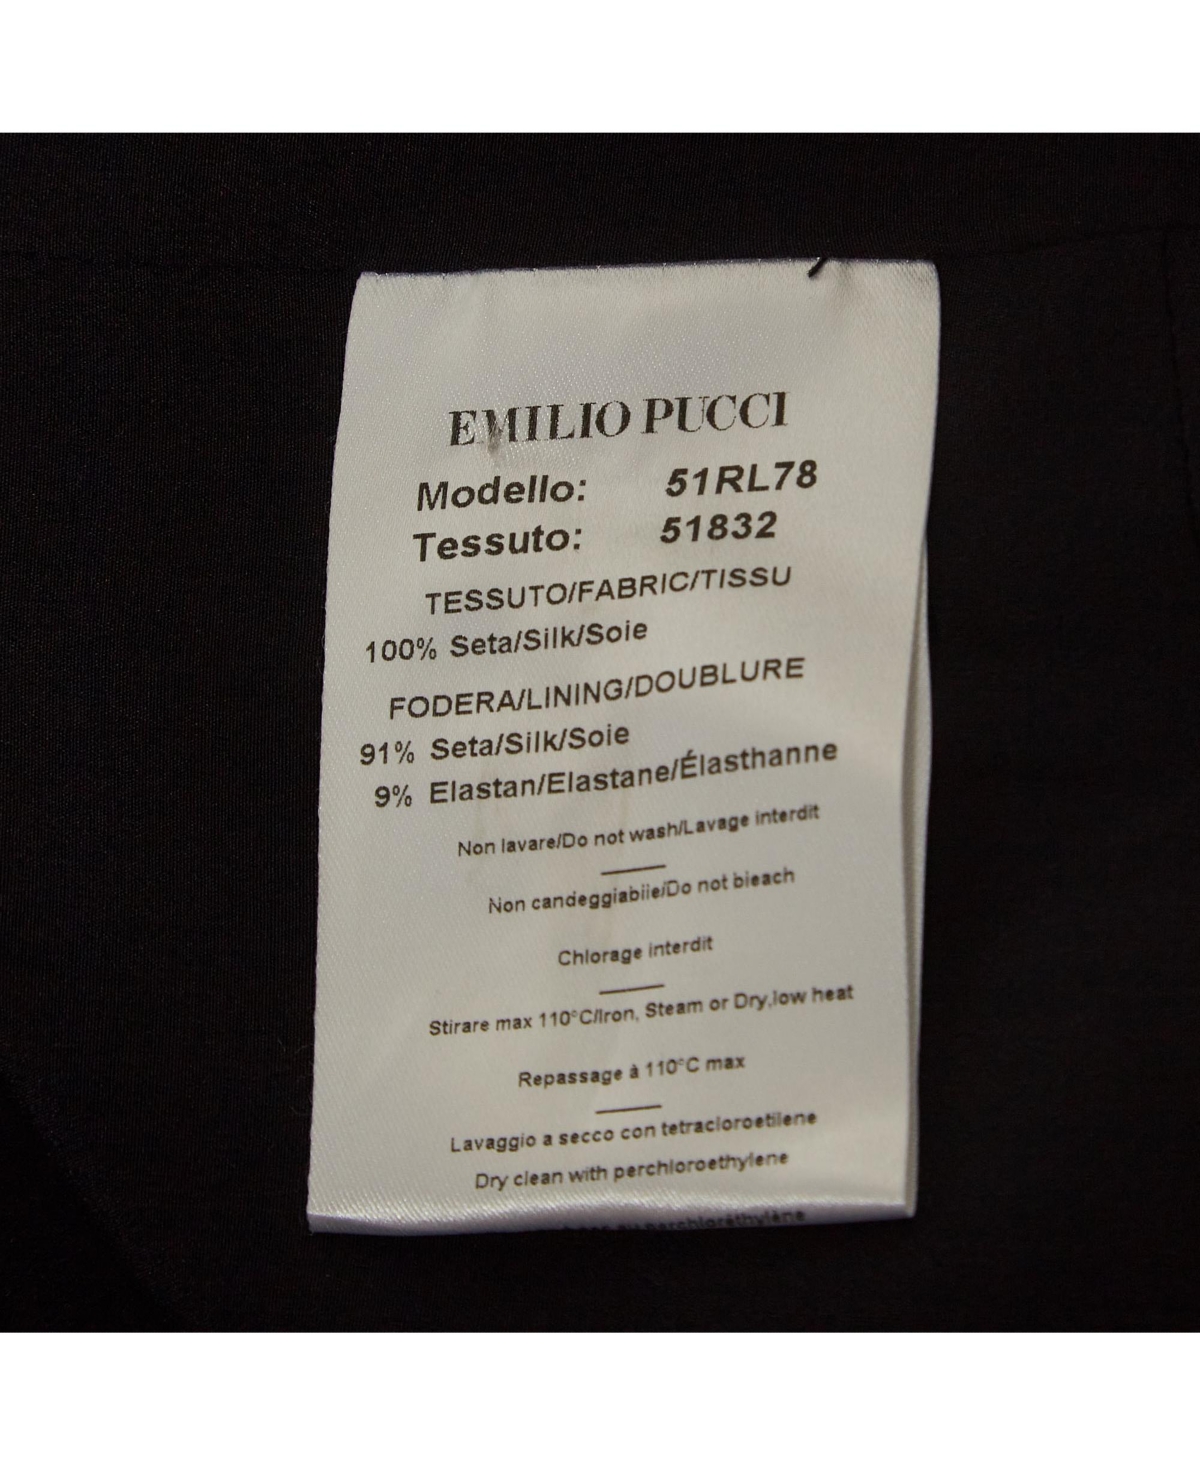 EMILIO PUCCI
Modello: 51RL78
Tessuto: 51832
TESSUTO/FABRIC/TISSU
100% Seta/Silk/Soie
FODERA/LINING/DOUBLURE
91% Seta/Silk/Soie
9% Elastan/Elastane/Élasthanne
Non lavare/Do not wash/Lavage interdit
Non candeggiabile/Do not bleach
Chlorage interdit
Stirare max 110°C/Iron, Steam or Dry,low heat
Repassage à 110°C max
Lavaggio a secco con tetracloroetilene
Dry clean with perchloroethylene
au perchloréthylène